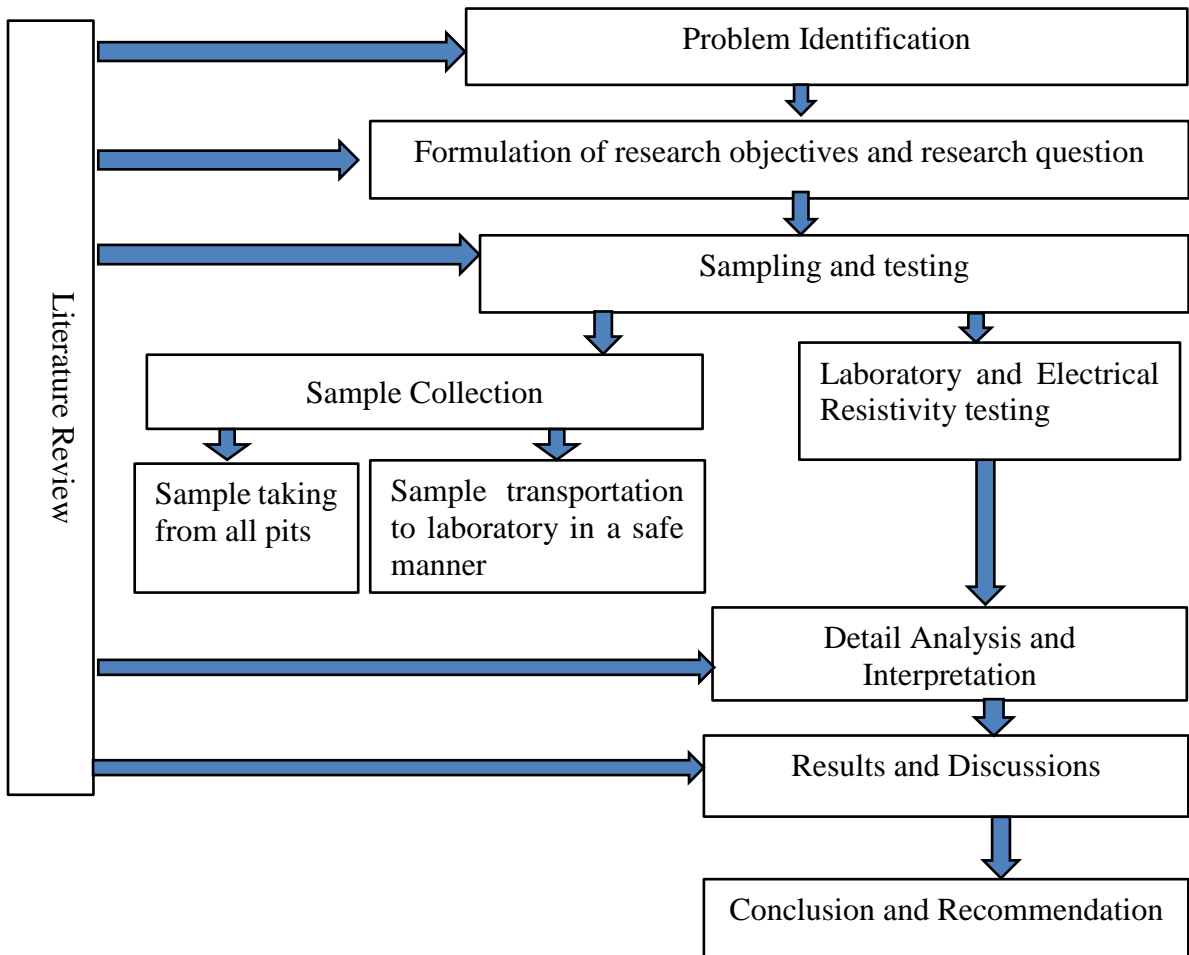 Problem Identification
Formulation of research objectives and research question
Sampling and testing
Literature Review
Sample Collection
Laboratory and Electrical
Resistivity testing
Sample taking
from all pits
Sample transportation
to laboratory in a safe
manner
Detail Analysis and
Interpretation
Results and Discussions
Conclusion and Recommendation